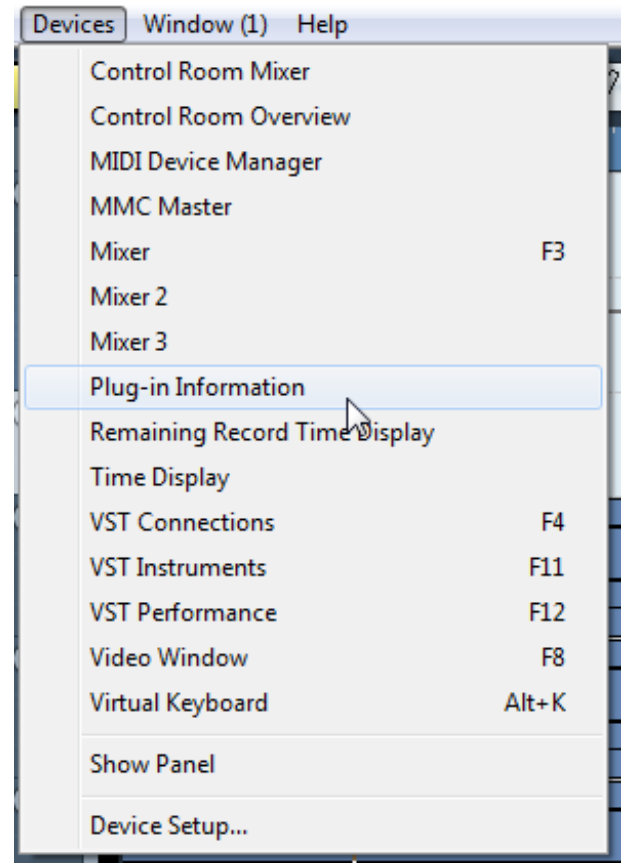 Devices Window (1) Help
Control Room Mixer
Control Room Overview
MIDI Device Manager
MMC Master
Mixer F3
Mixer 2
Mixer 3
Plug-in Information
Remaining Record Time Display
Time Display
VST Connections F4
VST Instruments F11
VST Performance F12
Video Window F8
Virtual Keyboard Alt+K
Show Panel
Device Setup...